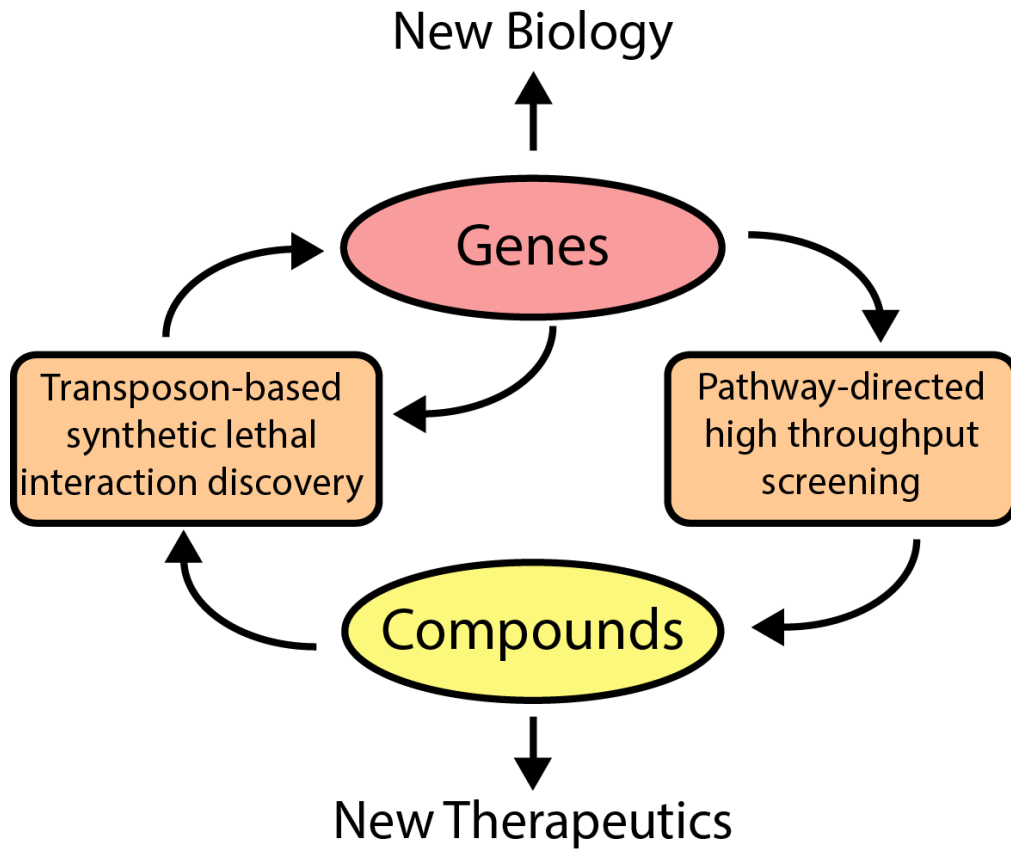 New Biology
Genes
Transposon-based
synthetic lethal
interaction discovery
Pathway-directed
high throughput
screening
Compounds
New Therapeutics